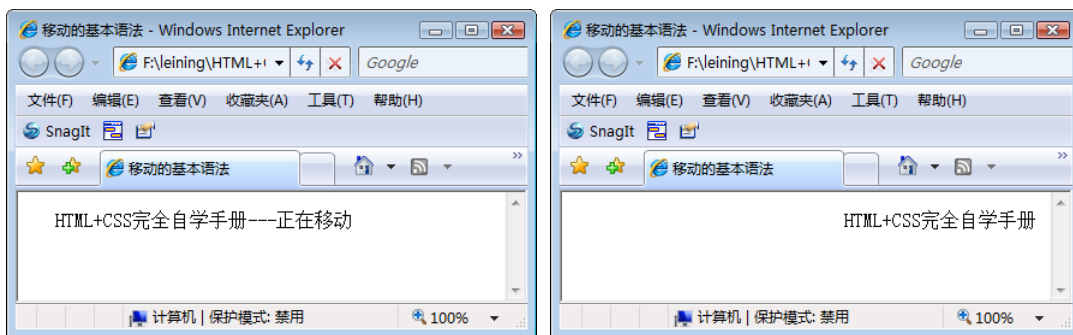 移动的基本语法 - Windows Internet Explorer
F:\leining\HTML+
Google
文件(F) 编辑(E) 查看(V) 收藏夹(A) 工具(T) 帮助(H)
SnagIt
移动的基本语法
»
HTML+CSS完全自学手册---正在移动
计算机 | 保护模式: 禁用
100%
移动的基本语法 - Windows Internet Explorer
F:\leining\HTML+
Google
文件(F) 编辑(E) 查看(V) 收藏夹(A) 工具(T) 帮助(H)
SnagIt
移动的基本语法
»
HTML+CSS完全自学手册
计算机 | 保护模式: 禁用
100%